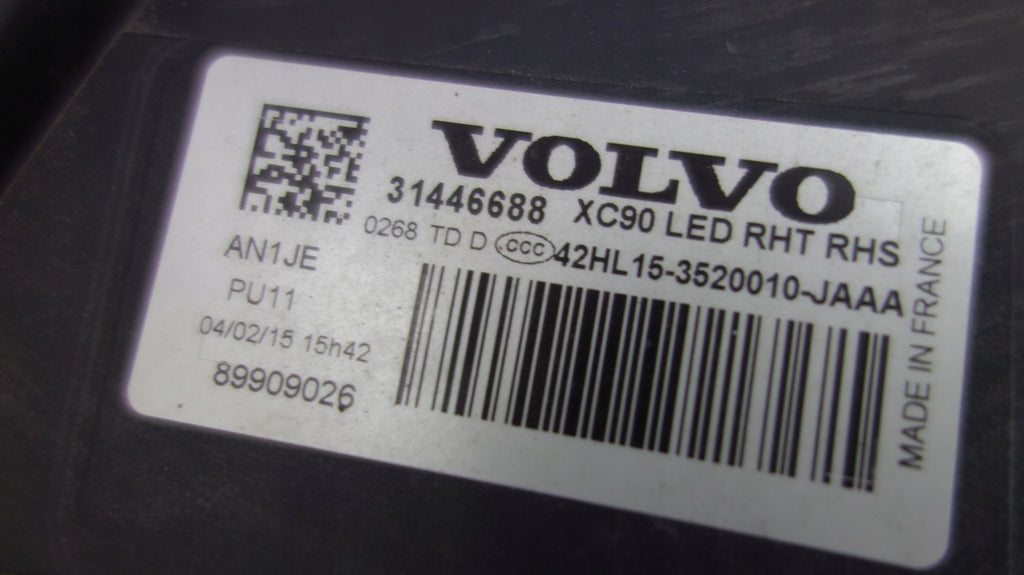 VOLVO
31446688 XC90 LED RHT RHS
0268 TD D CCC 42HL15-3520010-JAAA
AN1JE
PU11
04/02/15 15h42
89909026
MADE IN FRANCE